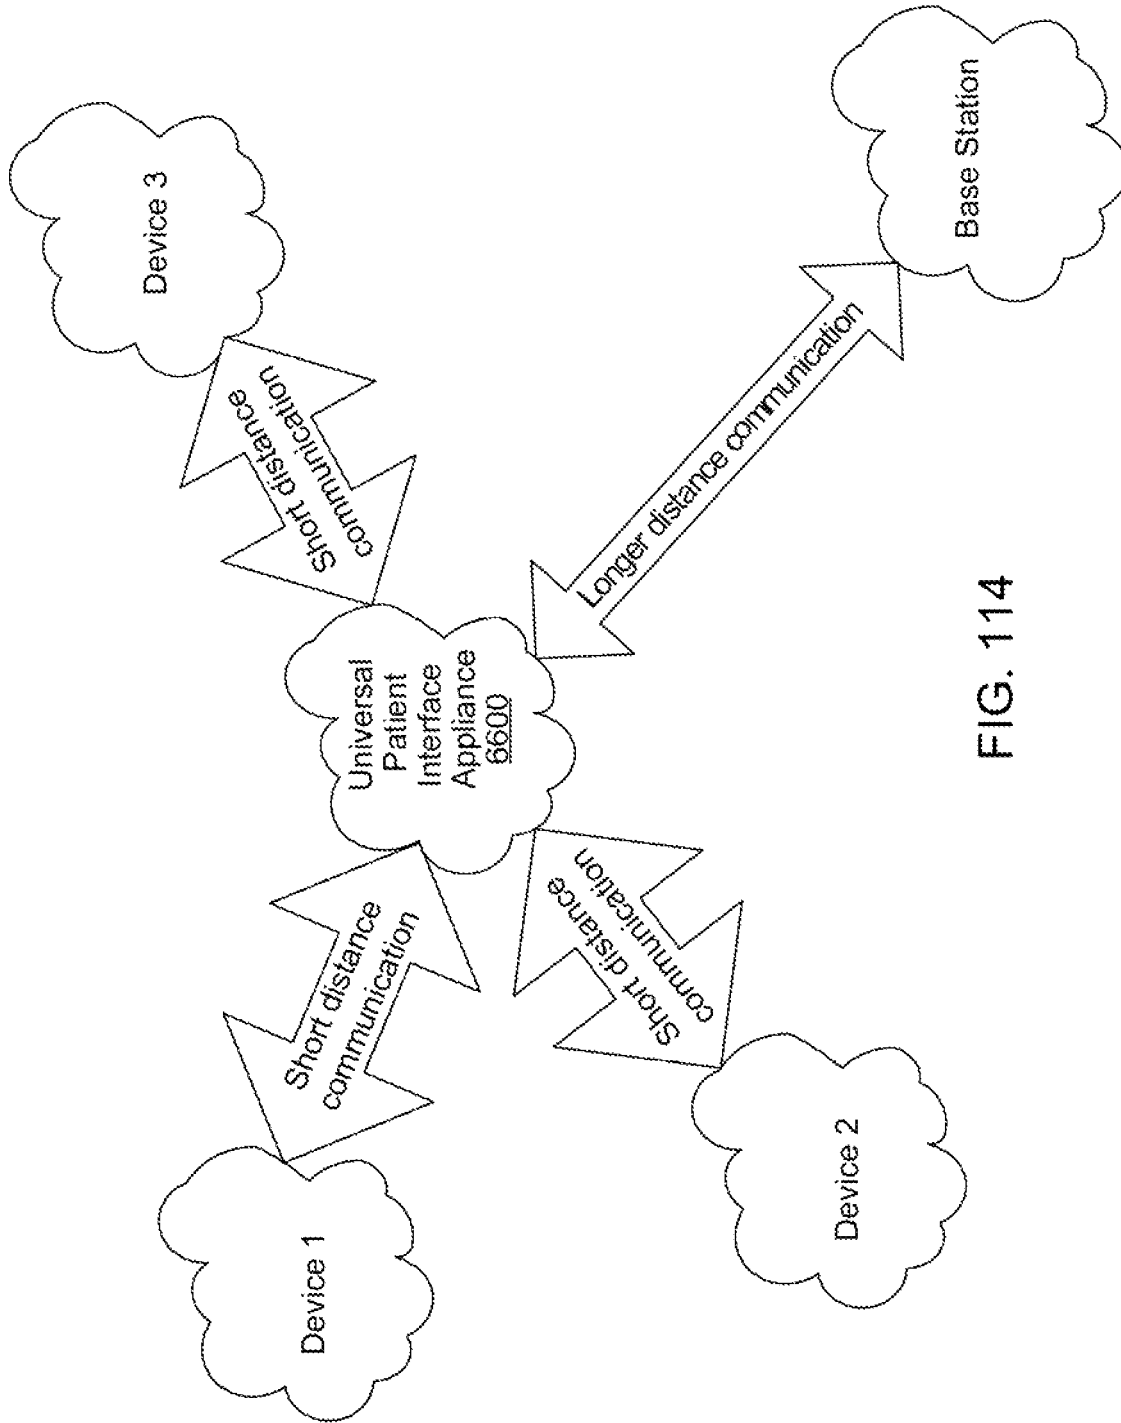 Device 1
Short distance
communication
Universal
Patient
Interface
Appliance
6600
Short distance
communication
Device 3
Short distance
communication
Device 2
Longer distance communication
Base Station
FIG. 114